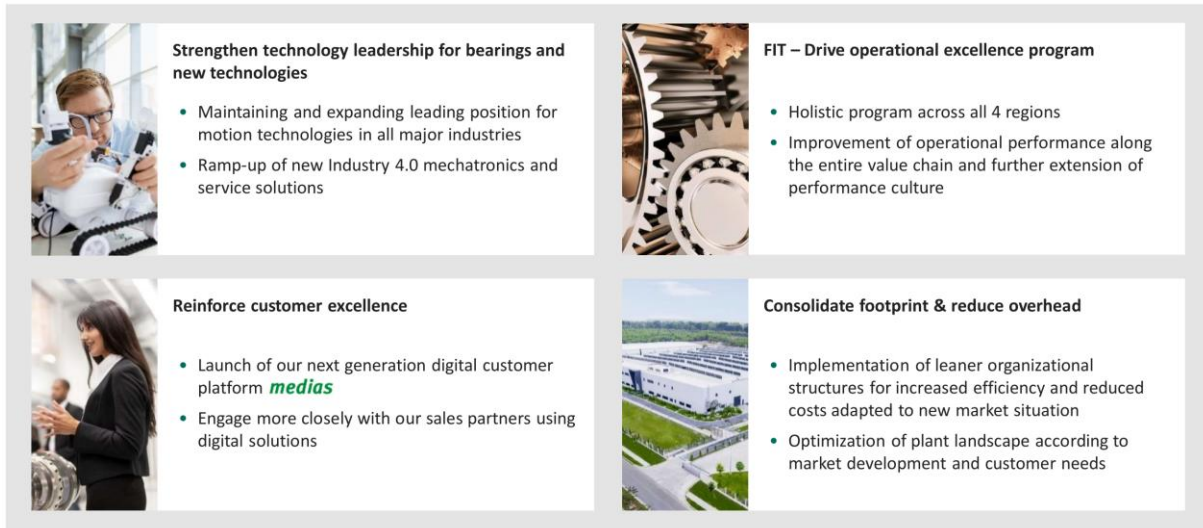 Strengthen technology leadership for bearings and
new technologies
• Maintaining and expanding leading position for
motion technologies in all major industries
• Ramp-up of new Industry 4.0 mechatronics and
service solutions
FIT – Drive operational excellence program
• Holistic program across all 4 regions
• Improvement of operational performance along
the entire value chain and further extension of
performance culture
Reinforce customer excellence
• Launch of our next generation digital customer
platform medias
• Engage more closely with our sales partners using
digital solutions
Consolidate footprint & reduce overhead
• Implementation of leaner organizational
structures for increased efficiency and reduced
costs adapted to new market situation
• Optimization of plant landscape according to
market development and customer needs